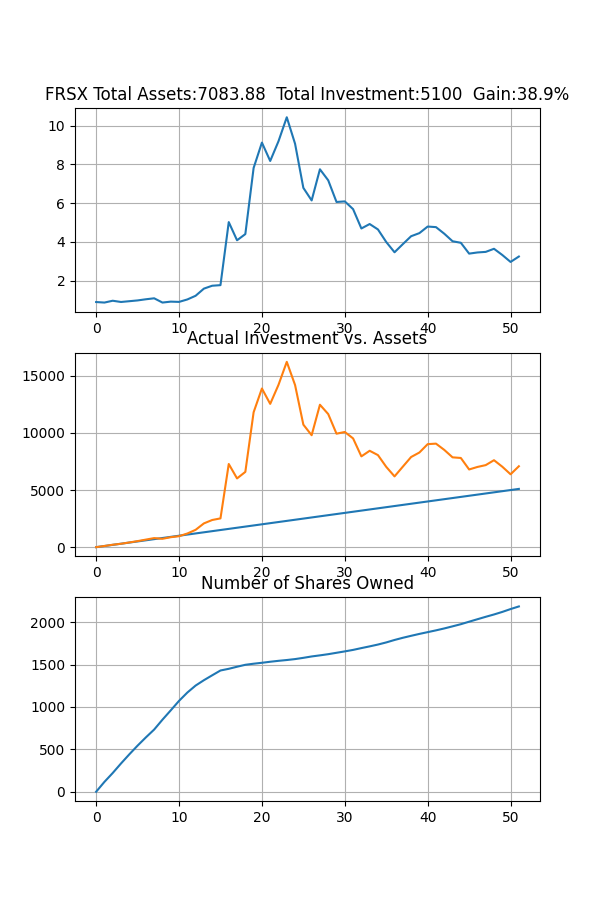 FRSX Total Assets:7083.88  Total Investment:5100  Gain:38.9%
10
8
6
4
2
0 10 20 30 40 50
Actual Investment vs. Assets
15000
10000
5000
0
0 10 20 30 40 50
Number of Shares Owned
2000
1500
1000
500
0
0 10 20 30 40 50